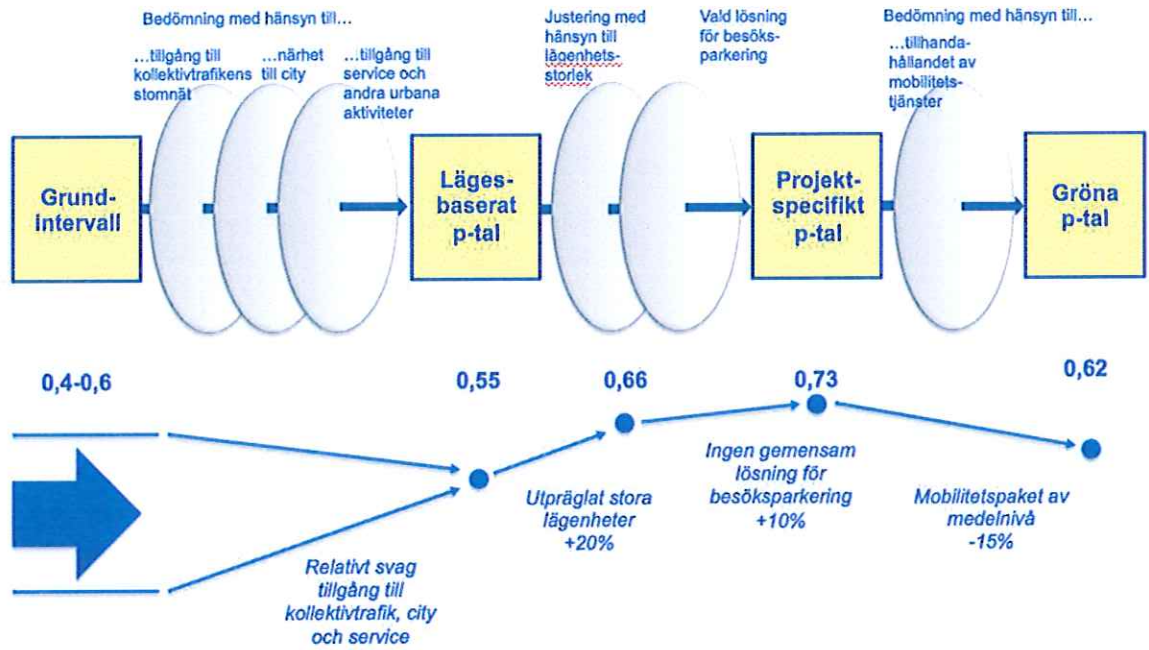 Bedömning med hänsyn till...
...tillgång till
kollektivtrafikens
stomnät
...närhet
till city
...tillgång till
service och
andra urbana
aktiviteter
Justering med
hänsyn till
lägenhets-
storlek
Vald lösning
för besöks-
parkering
Bedömning med hänsyn till...
...tillhanda-
hållandet av
mobilitets-
tjänster
Grund-
intervall
Läges-
baserat
p-tal
Projekt-
specifikt
p-tal
Gröna
p-tal
0,4-0,6
0,55
0,66
0,73
0,62
Relativt svag
tillgång till
kollektivtrafik, city
och service
Utpräglat stora
lägenheter
+20%
Ingen gemensam
lösning för
besöksparkering
+10%
Mobilitetspaket av
medelnivå
-15%